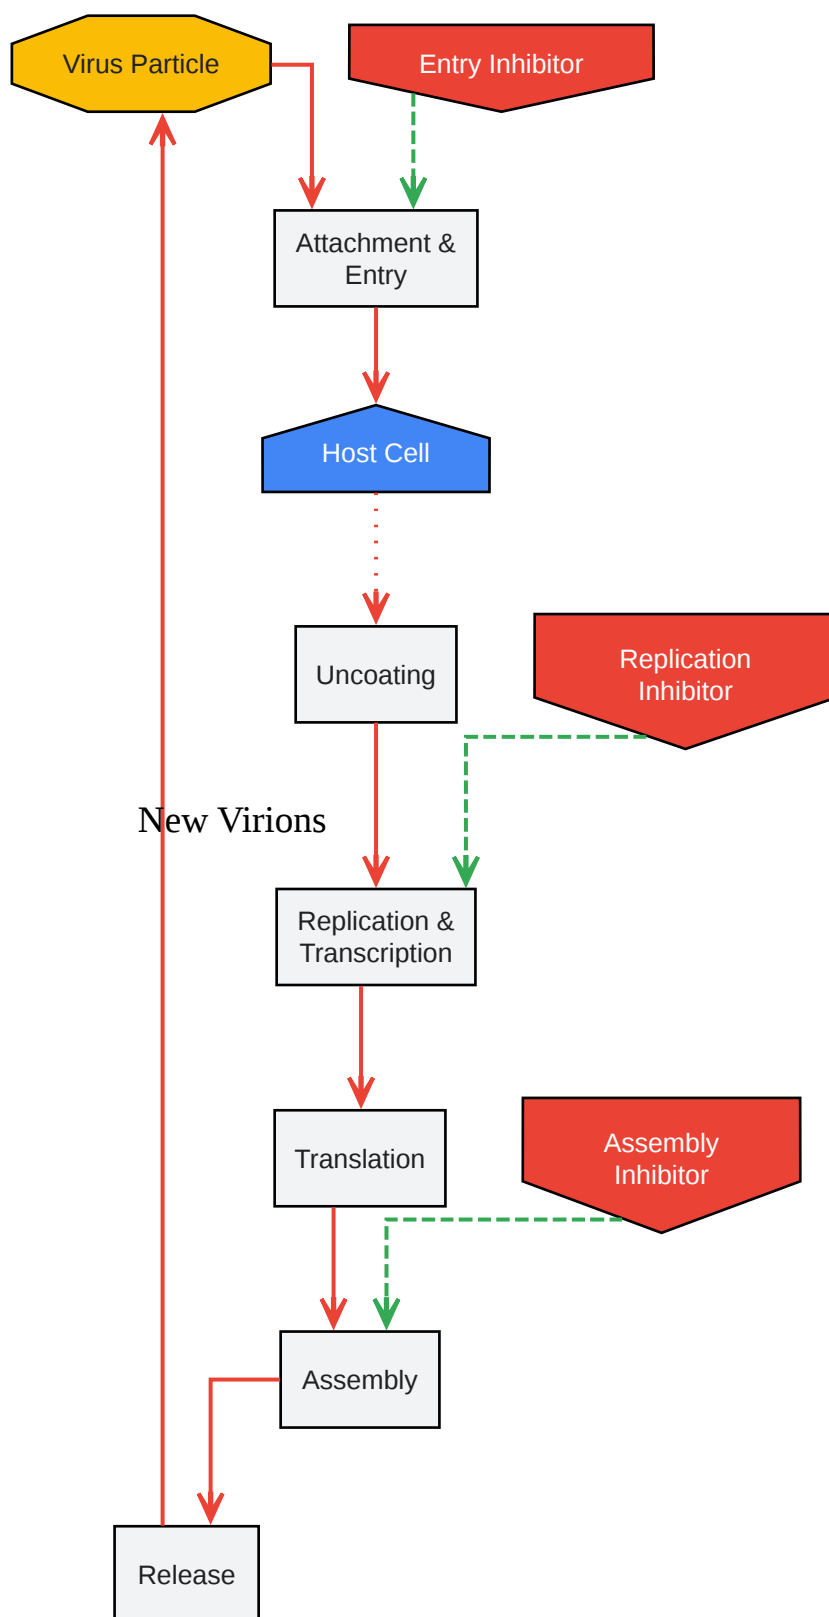 Virus Particle
Entry Inhibitor
Attachment &
Entry
Host Cell
Uncoating
Replication
Inhibitor
New Virions
Replication &
Transcription
Translation
Assembly
Inhibitor
Assembly
Release